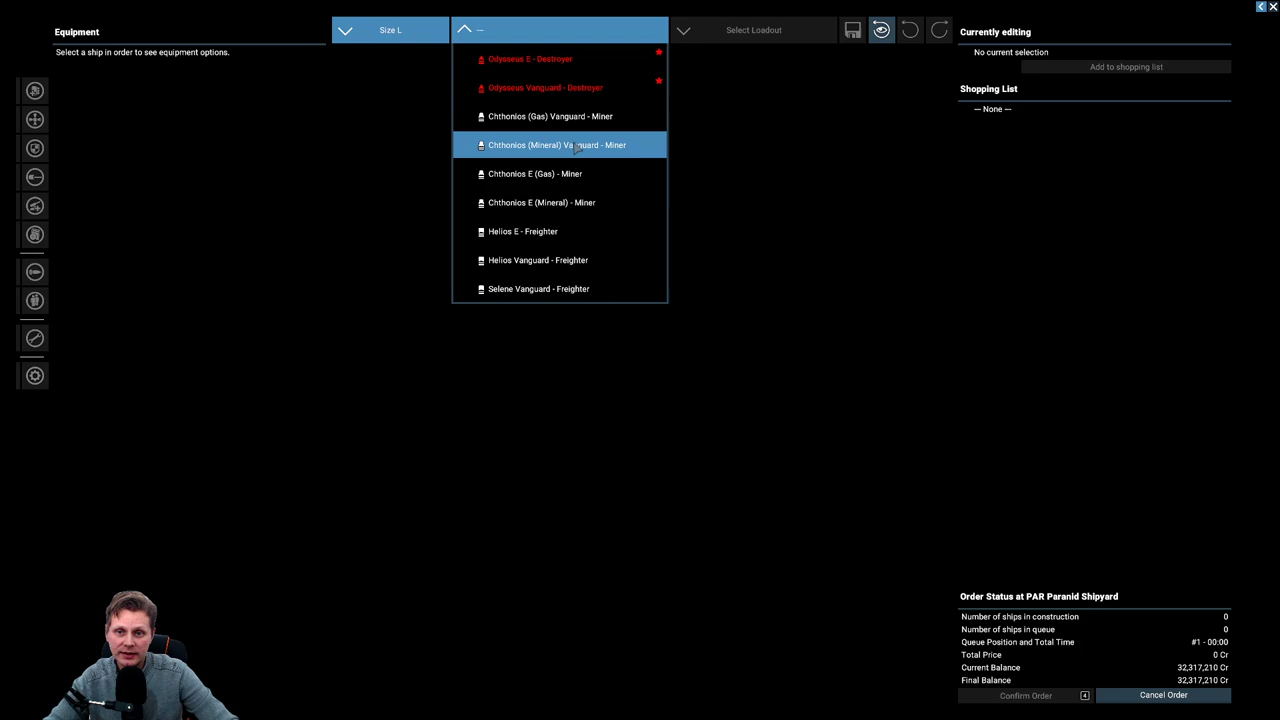 Equipment
Select a ship in order to see equipment options.
Size L
—
Select Loadout
Odysseus E - Destroyer
Odysseus Vanguard - Destroyer
Chthonios (Gas) Vanguard - Miner
Chthonios (Mineral) Vanguard - Miner
Chthonios E (Gas) - Miner
Chthonios E (Mineral) - Miner
Helios E - Freighter
Helios Vanguard - Freighter
Selene Vanguard - Freighter
Currently editing
No current selection
Add to shopping list
Shopping List
— None —
Order Status at PAR Paranid Shipyard
Number of ships in construction 0
Number of ships in queue 0
Queue Position and Total Time #1 - 00:00
Total Price 0 Cr
Current Balance 32,317,210 Cr
Final Balance 32,317,210 Cr
Confirm Order 4
Cancel Order